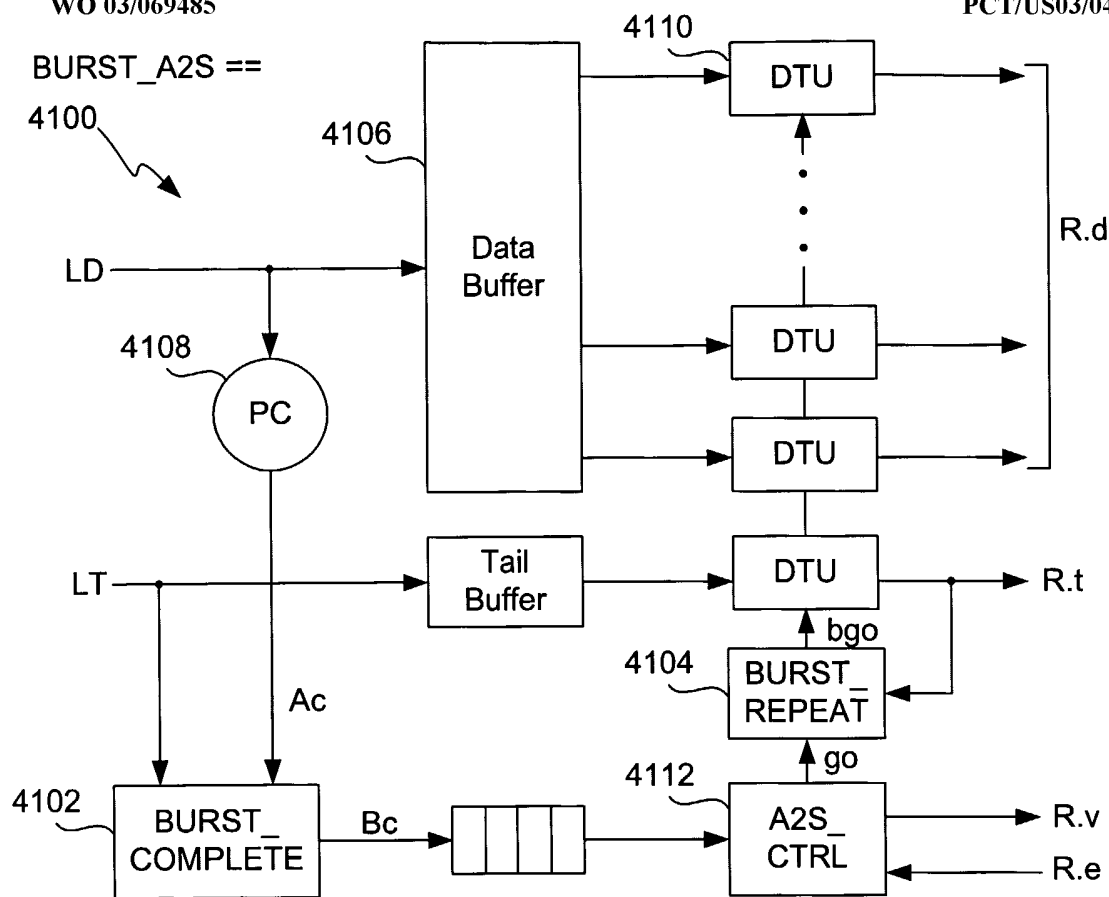 WO 03/069485
PCT/US03/04
BURST_A2S ==
4100
4106
4110
DTU
R.d
LD
Data
Buffer
4108
PC
DTU
DTU
LT
Tail
Buffer
DTU
R.t
bgo
4104
BURST_
REPEAT
Ac
go
4102
BURST_
COMPLETE
Bc
4112
A2S_
CTRL
R.v
R.e